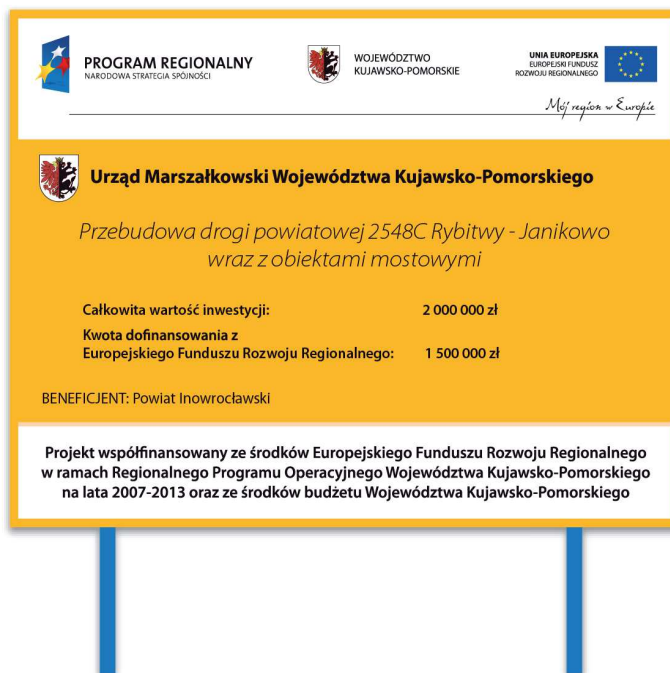 PROGRAM REGIONALNY
NARODOWA STRATEGIA SPÓJNOŚCI
WOJEWÓDZTWO
KUJAWSKO-POMORSKIE
UNIA EUROPEJSKA
EUROPEJSKI FUNDUSZ
ROZWOJU REGIONALNEGO
Mój region w Europie
Urząd Marszałkowski Województwa Kujawsko-Pomorskiego
Przebudowa drogi powiatowej 2548C Rybitwy - Janikowo
wraz z obiektami mostowymi
Całkowita wartość inwestycji: 2 000 000 zł
Kwota dofinansowania z
Europejskiego Funduszu Rozwoju Regionalnego: 1 500 000 zł
BENEFICJENT: Powiat Inowrocławski
Projekt współfinansowany ze środków Europejskiego Funduszu Rozwoju Regionalnego
w ramach Regionalnego Programu Operacyjnego Województwa Kujawsko-Pomorskiego
na lata 2007-2013 oraz ze środków budżetu Województwa Kujawsko-Pomorskiego